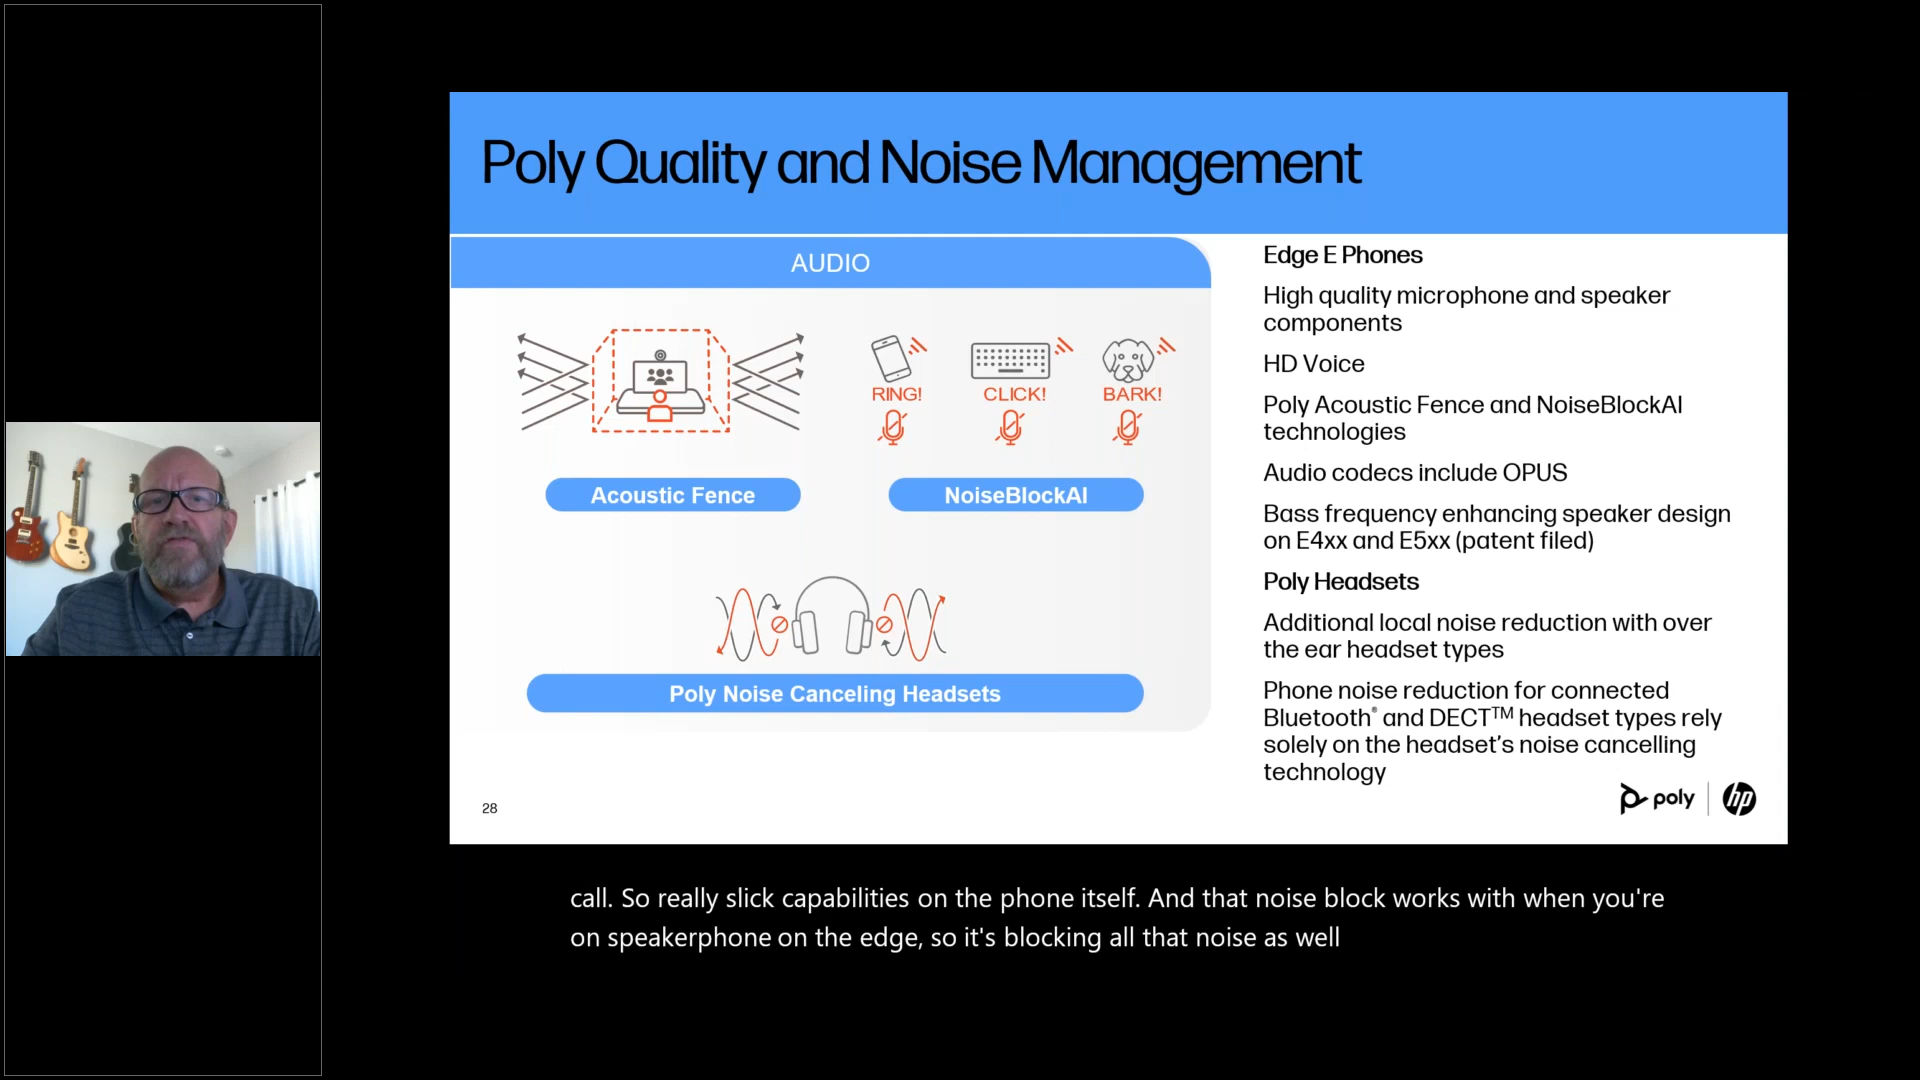 Poly Quality and Noise Management
AUDIO
RING!
CLICK!
BARK!
Acoustic Fence
NoiseBlockAI
Poly Noise Canceling Headsets
Edge E Phones
High quality microphone and speaker
components
HD Voice
Poly Acoustic Fence and NoiseBlockAI
technologies
Audio codecs include OPUS
Bass frequency enhancing speaker design
on E4xx and E5xx (patent filed)
Poly Headsets
Additional local noise reduction with over
the ear headset types
Phone noise reduction for connected
Bluetooth® and DECT™ headset types rely
solely on the headset's noise cancelling
technology
28
poly
hp
call. So really slick capabilities on the phone itself. And that noise block works with when you're
on speakerphone on the edge, so it's blocking all that noise as well